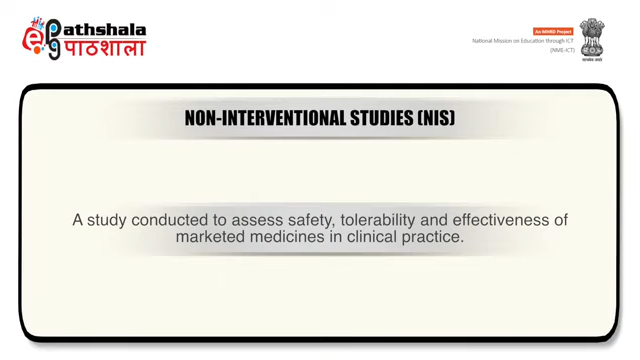 ePG Pathshala
पाठशाला
An MHRD Project
National Mission on Education through ICT
(NME-ICT)
NON-INTERVENTIONAL STUDIES (NIS)
A study conducted to assess safety, tolerability and effectiveness of
marketed medicines in clinical practice.